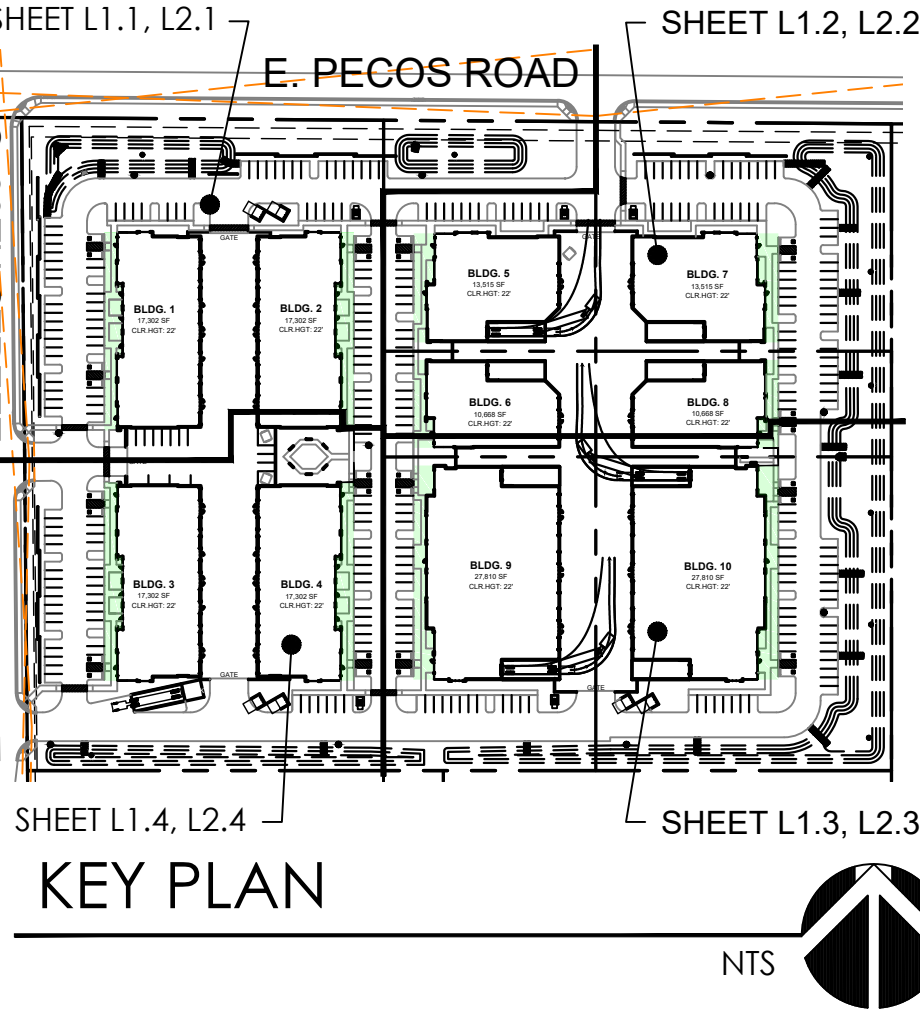 SHEET L1.1, L2.1
SHEET L1.2, L2.2
E. PECOS ROAD
GATE
GATE
BLDG. 1
17,302 SF
CLR.HGT: 22'
BLDG. 2
17,302 SF
CLR.HGT: 22'
BLDG. 5
13,515 SF
CLR.HGT: 22'
BLDG. 7
13,515 SF
CLR.HGT: 22'
BLDG. 6
10,668 SF
CLR.HGT: 22'
BLDG. 8
10,668 SF
CLR.HGT: 22'
BLDG. 3
17,302 SF
CLR.HGT: 22'
BLDG. 4
17,302 SF
CLR.HGT: 22'
BLDG. 9
27,810 SF
CLR.HGT: 22'
BLDG. 10
27,810 SF
CLR.HGT: 22'
GATE
GATE
SHEET L1.4, L2.4
SHEET L1.3, L2.3
KEY PLAN
NTS